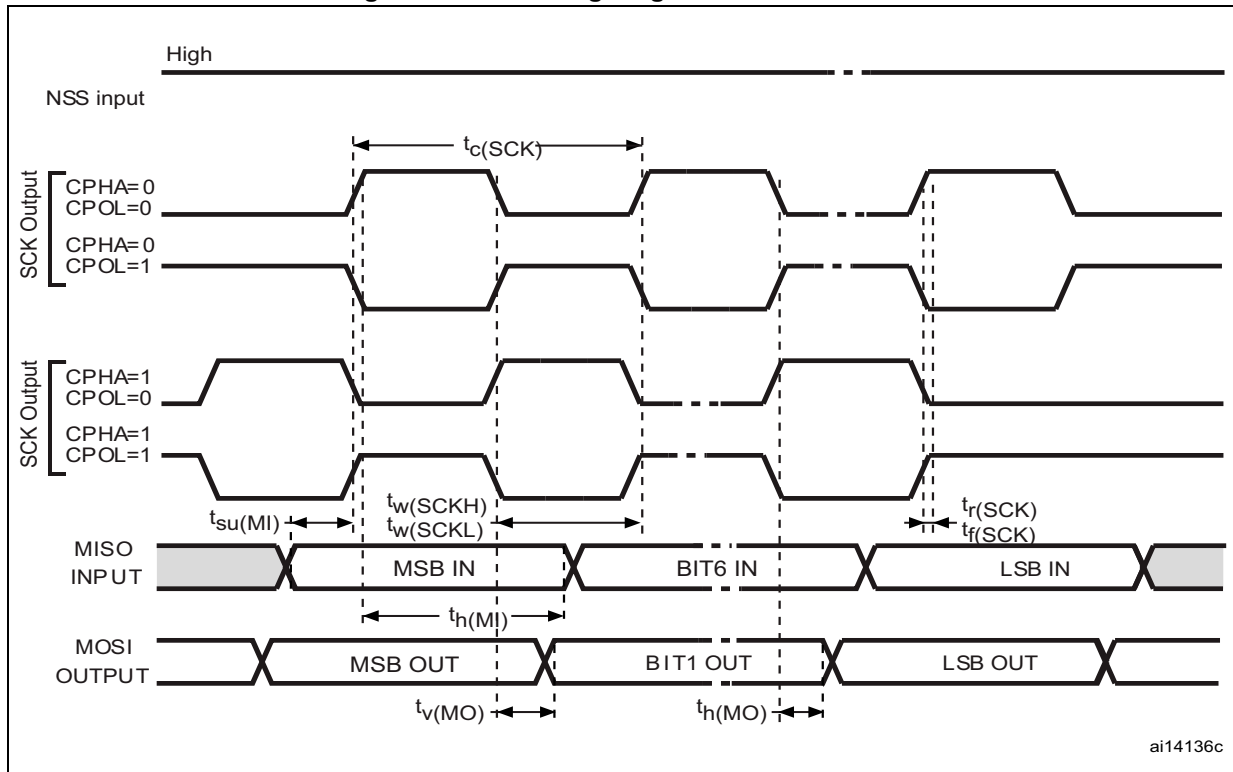 High
NSS input
tc(SCK)
SCK Output
CPHA=0
CPOL=0
CPHA=0
CPOL=1
SCK Output
CPHA=1
CPOL=0
CPHA=1
CPOL=1
tsu(MI)
tw(SCKH)
tw(SCKL)
tr(SCK)
tf(SCK)
MISO
INPUT
MSB IN
BIT6 IN
LSB IN
th(MI)
MOSI
OUTPUT
MSB OUT
BIT1 OUT
LSB OUT
tv(MO)
th(MO)
ai14136c